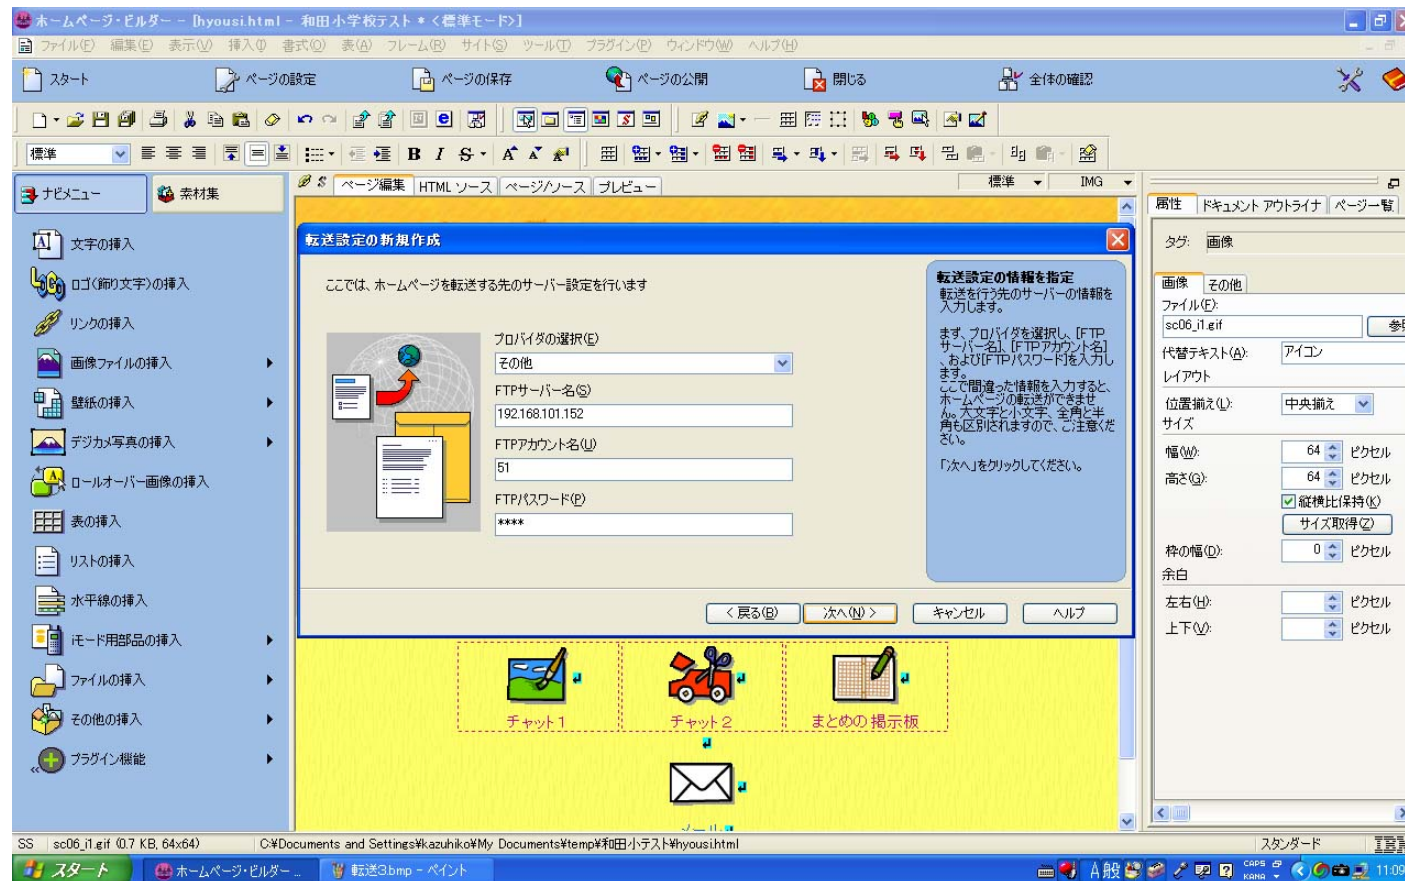 ホームページ・ビルダー - [hyousi.html - 和田小学校テスト * <標準モード>]
ファイル(F) 編集(E) 表示(V) 挿入(I) 書式(O) 表(A) フレーム(R) サイト(S) ツール(T) プラグイン(P) ウィンドウ(W) ヘルプ(H)
スタート ページの設定 ページの保存 ページの公開 閉じる 全体の確認
標準 B I S A A
ナビメニュー 素材集
ページ編集 HTML ソース ページ/ソース プレビュー 標準 IMG
文字の挿入
ロゴ(飾り文字)の挿入
リンクの挿入
画像ファイルの挿入
壁紙の挿入
デジカメ写真の挿入
ロールオーバー画像の挿入
表の挿入
リストの挿入
水平線の挿入
iモード用部品の挿入
ファイルの挿入
その他の挿入
プラグイン機能
転送設定の新規作成
ここでは、ホームページを転送する先のサーバー設定を行います
プロバイダの選択(E)
その他
FTPサーバー名(S)
192.168.101.152
FTPアカウント名(U)
51
FTPパスワード(P)
****
転送設定の情報を指定
転送を行う先のサーバーの情報を
入力します。
まず、プロバイダを選択し、[FTP
サーバー名]、[FTPアカウント名]
、および[FTPパスワード]を入力し
ます。
ここで間違った情報を入力すると、
ホームページの転送ができませ
ん。大文字と小文字、全角と半
角も区別されますので、ご注意くだ
さい。
「次へ」をクリックしてください。
< 戻る(B) 次へ(N) > キャンセル ヘルプ
チャット1 チャット2 まとめの掲示板
属性 ドキュメント アウトライナ ページ一覧
タグ: 画像
画像 その他
ファイル(F):
sc06_i1.gif 参照
代替テキスト(A): アイコン
レイアウト
位置揃え(L): 中央揃え
サイズ
幅(W): 64 ピクセル
高さ(G): 64 ピクセル
縦横比保持(K)
サイズ取得(Z)
枠の幅(D): 0 ピクセル
余白
左右(H): ピクセル
上下(V): ピクセル
SS sc06_i1.gif (0.7 KB, 64x64) C:¥Documents and Settings¥kazuhiko¥My Documents¥temp¥和田小テスト¥hyousi.html スタンダード IBM
スタート ホームページ・ビルダー... 転送3.bmp - ペイント A般 CAPS KANA 11:09